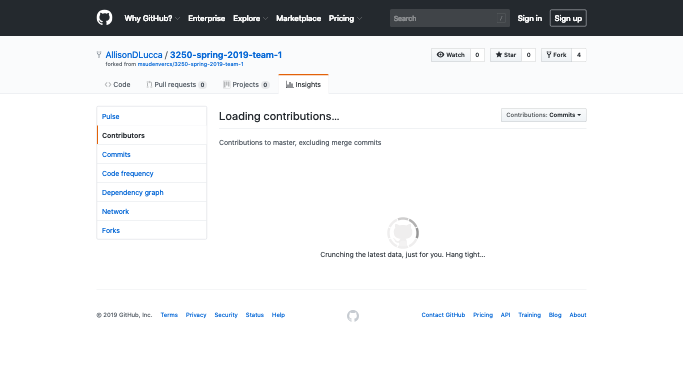 Why GitHub? Enterprise Explore Marketplace Pricing Search / Sign in Sign up
AllisonDLucca / 3250-spring-2019-team-1 Watch 0 Star 0 Fork 4
forked from msudenvercs/3250-spring-2019-team-1
Code Pull requests 0 Projects 0 Insights
Pulse
Contributors
Commits
Code frequency
Dependency graph
Network
Forks
Loading contributions… Contributions: Commits
Contributions to master, excluding merge commits
Crunching the latest data, just for you. Hang tight…
© 2019 GitHub, Inc. Terms Privacy Security Status Help Contact GitHub Pricing API Training Blog About